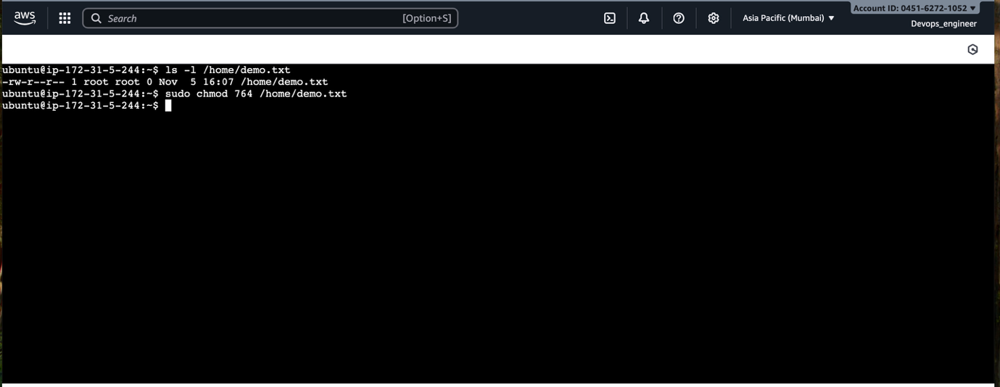 aws
Search [Option+S]
Asia Pacific (Mumbai)
Account ID: 0451-6272-1052
Devops_engineer
ubuntu@ip-172-31-5-244:~$ ls -l /home/demo.txt
-rw-r--r-- 1 root root 0 Nov  5 16:07 /home/demo.txt
ubuntu@ip-172-31-5-244:~$ sudo chmod 764 /home/demo.txt
ubuntu@ip-172-31-5-244:~$